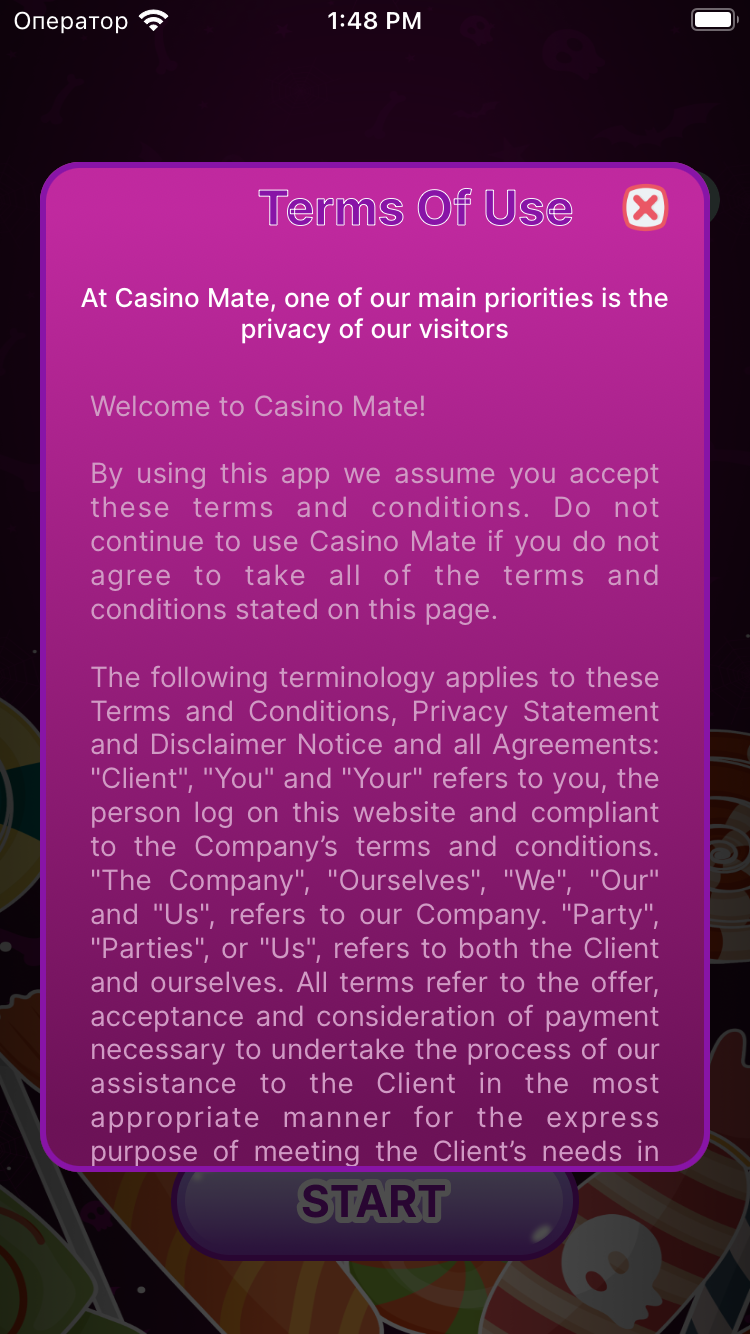 Оператор 1:48 PM
Terms Of Use
At Casino Mate, one of our main priorities is the
privacy of our visitors
Welcome to Casino Mate!
By using this app we assume you accept
these terms and conditions. Do not
continue to use Casino Mate if you do not
agree to take all of the terms and
conditions stated on this page.
The following terminology applies to these
Terms and Conditions, Privacy Statement
and Disclaimer Notice and all Agreements:
"Client", "You" and "Your" refers to you, the
person log on this website and compliant
to the Company’s terms and conditions.
"The Company", "Ourselves", "We", "Our"
and "Us", refers to our Company. "Party",
"Parties", or "Us", refers to both the Client
and ourselves. All terms refer to the offer,
acceptance and consideration of payment
necessary to undertake the process of our
assistance to the Client in the most
appropriate manner for the express
purpose of meeting the Client’s needs in
START